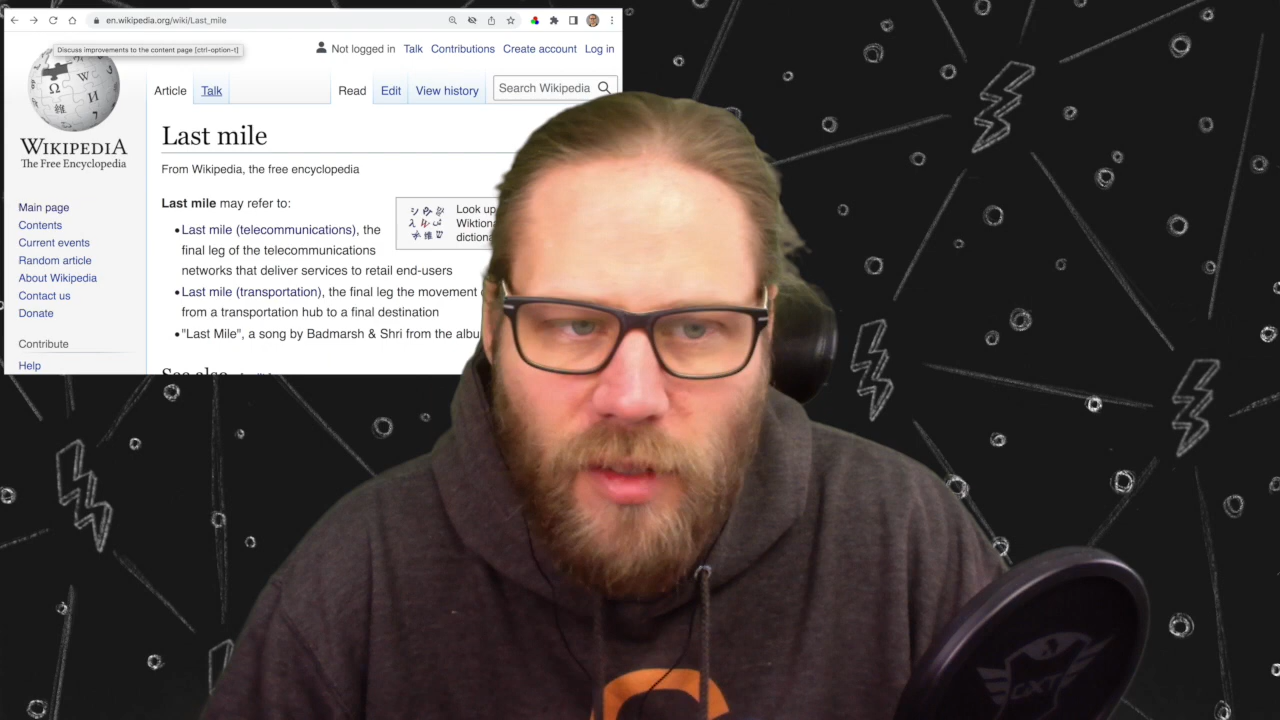 en.wikipedia.org/wiki/Last_mile
Discuss improvements to the content page [ctrl-option-t]
Not logged in Talk Contributions Create account Log in
Article Talk Read Edit View history Search Wikipedia
WIKIPEDIA
The Free Encyclopedia
Last mile
From Wikipedia, the free encyclopedia
Last mile may refer to:
Look up
Wiktion
dictiona
• Last mile (telecommunications), the
final leg of the telecommunications
networks that deliver services to retail end-users
• Last mile (transportation), the final leg the movement
from a transportation hub to a final destination
• "Last Mile", a song by Badmarsh & Shri from the albu
See also
Main page
Contents
Current events
Random article
About Wikipedia
Contact us
Donate
Contribute
Help
GXT